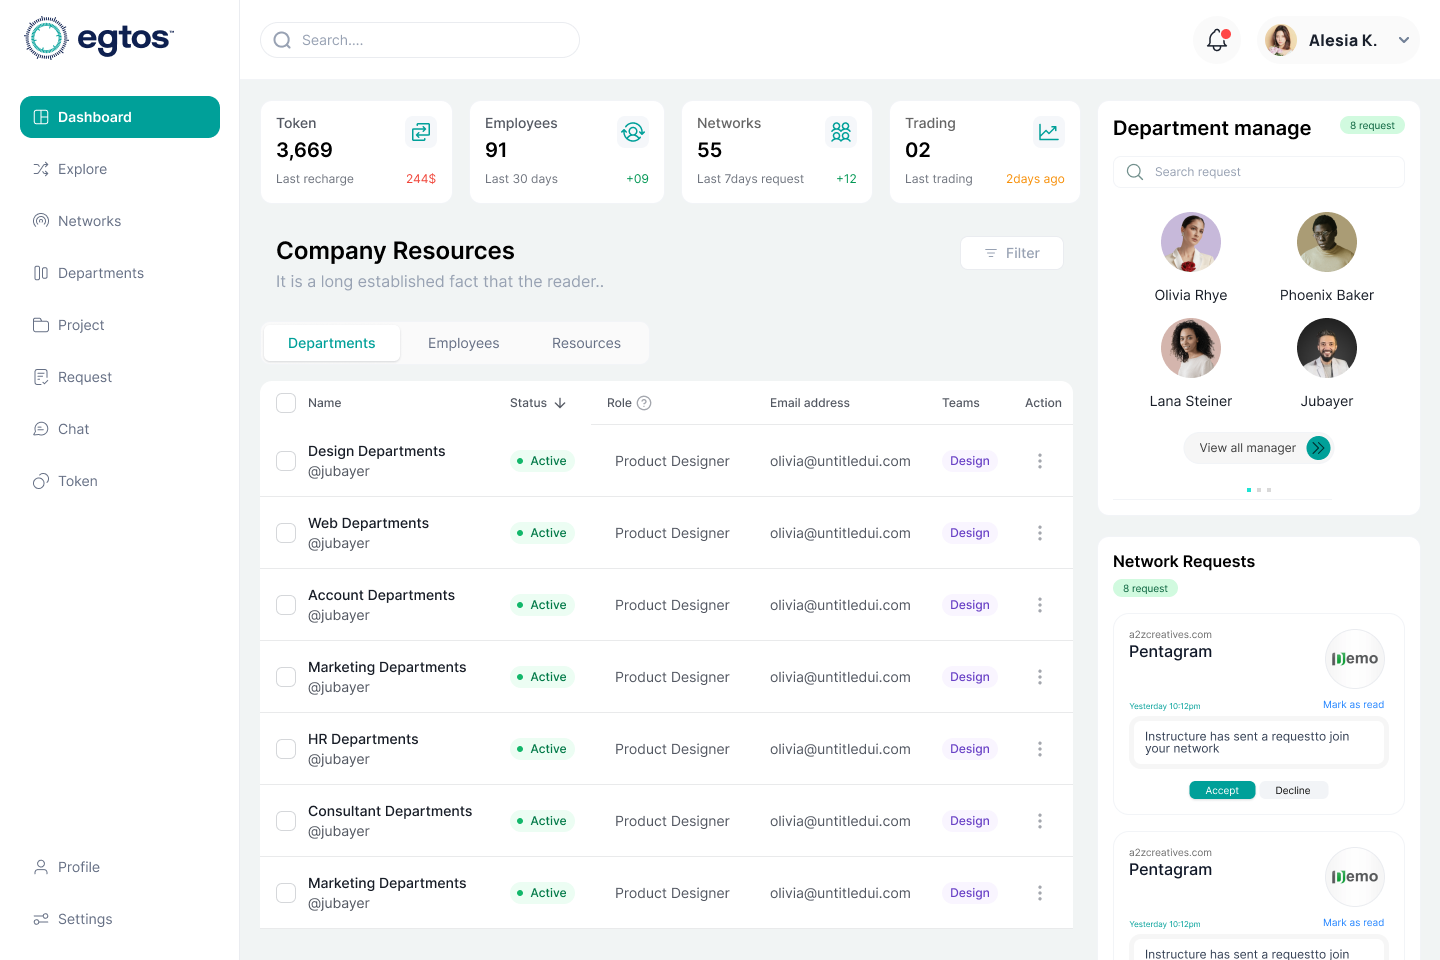 egtos™
Search....
Alesia K.
Dashboard
Explore
Networks
Departments
Project
Request
Chat
Token
Profile
Settings
Token
3,669
Last recharge 244$
Employees
91
Last 30 days +09
Networks
55
Last 7days request +12
Trading
02
Last trading 2days ago
Company Resources
It is a long established fact that the reader..
Filter
Departments Employees Resources
Name Status Role Email address Teams Action
Design Departments
@jubayer
Active Product Designer olivia@untitledui.com Design
Web Departments
@jubayer
Active Product Designer olivia@untitledui.com Design
Account Departments
@jubayer
Active Product Designer olivia@untitledui.com Design
Marketing Departments
@jubayer
Active Product Designer olivia@untitledui.com Design
HR Departments
@jubayer
Active Product Designer olivia@untitledui.com Design
Consultant Departments
@jubayer
Active Product Designer olivia@untitledui.com Design
Marketing Departments
@jubayer
Active Product Designer olivia@untitledui.com Design
Department manage 8 request
Search request
Olivia Rhye Phoenix Baker
Lana Steiner Jubayer
View all manager
Network Requests
8 request
a2zcreatives.com
Pentagram
Demo
Yesterday 10:12pm Mark as read
Instructure has sent a requestto join
your network
Accept Decline
a2zcreatives.com
Pentagram
Demo
Yesterday 10:12pm Mark as read
Instructure has sent a requestto join